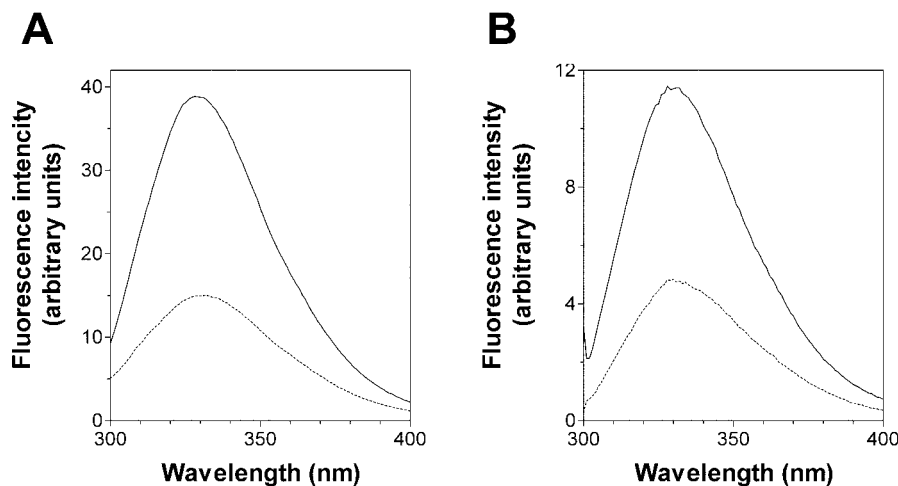 A
Fluorescence intencity
(arbitrary units)
40
30
20
10
0
300
350
400
Wavelength (nm)
B
Fluorescence intensity
(arbitrary units)
12
8
4
0
300
350
400
Wavelength (nm)